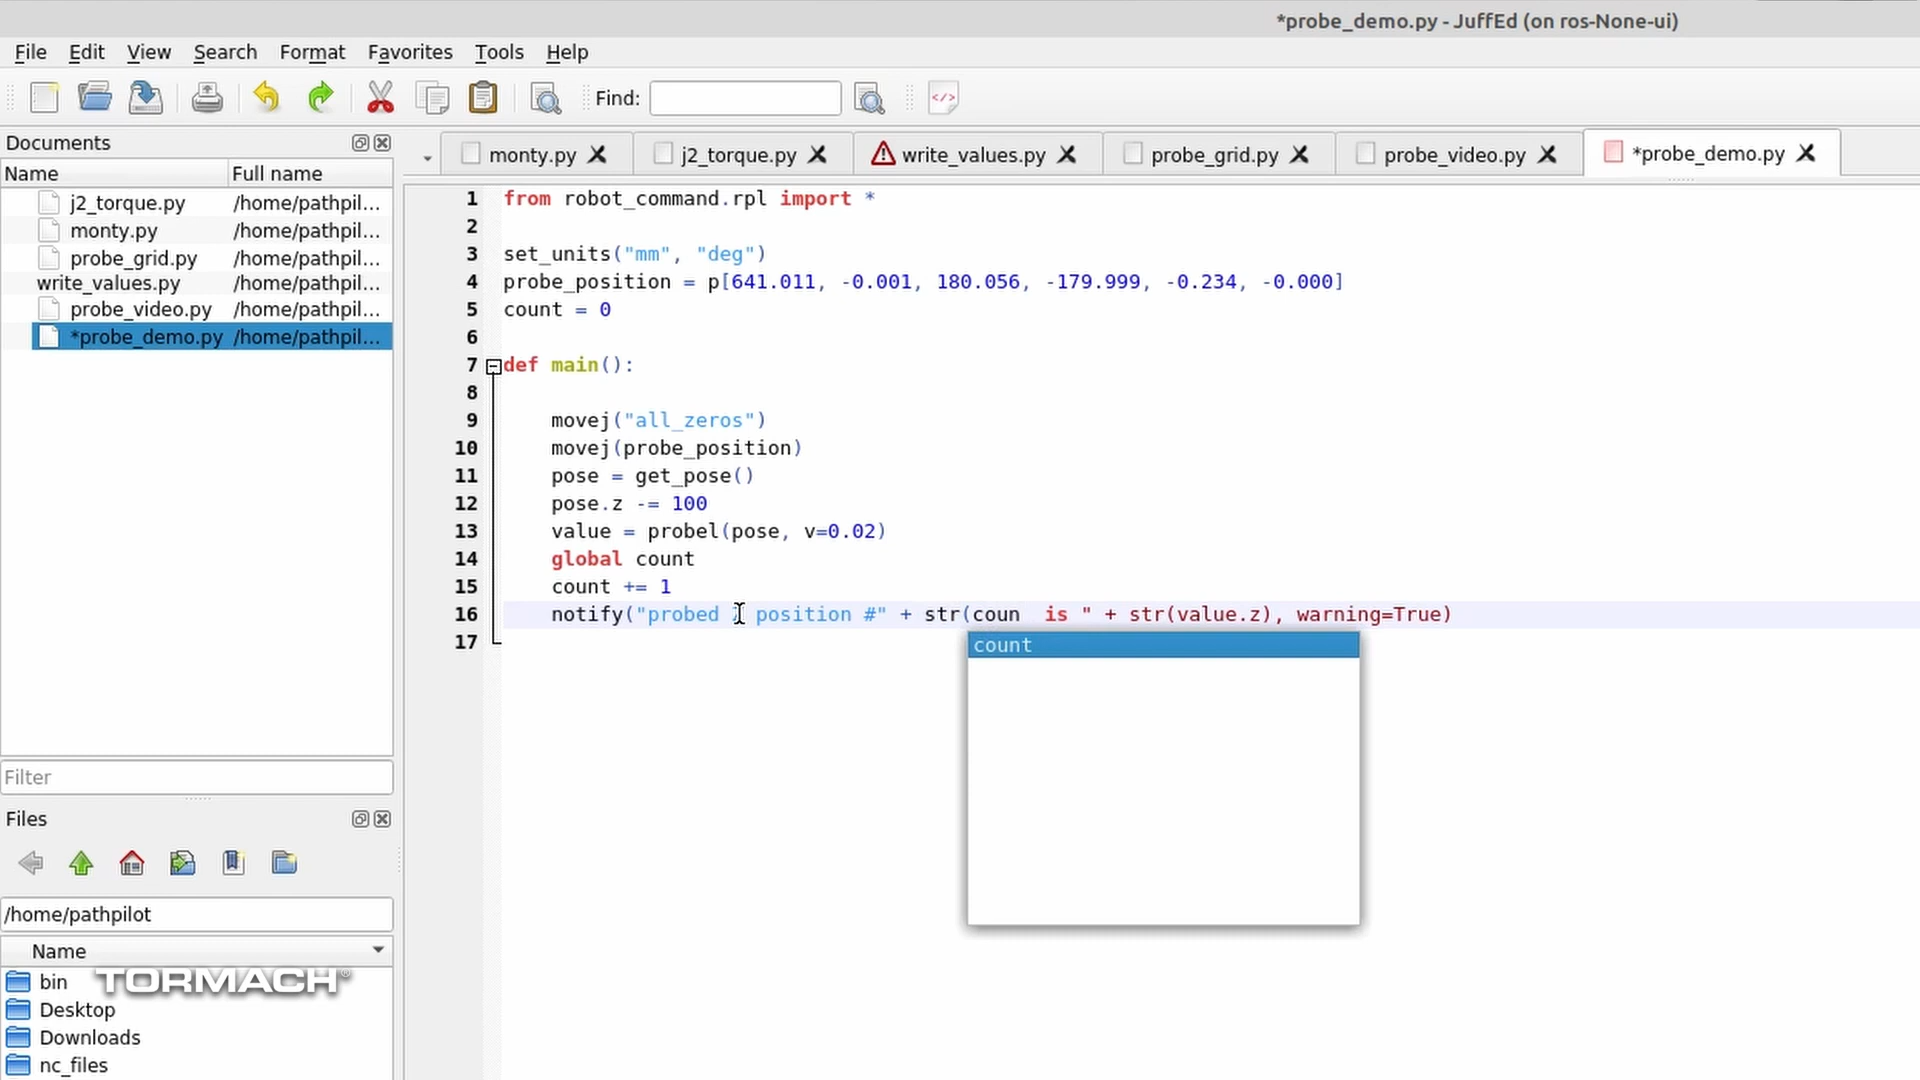 *probe_demo.py - JuffEd (on ros-None-ui)
File Edit View Search Format Favorites Tools Help
Find:
Documents
Name Full name
j2_torque.py /home/pathpil...
monty.py /home/pathpil...
probe_grid.py /home/pathpil...
write_values.py /home/pathpil...
probe_video.py /home/pathpil...
*probe_demo.py /home/pathpil...
Filter
Files
/home/pathpilot
Name
bin
Desktop
Downloads
nc_files
TORMACH®
monty.py j2_torque.py write_values.py probe_grid.py probe_video.py *probe_demo.py
1 from robot_command.rpl import *
2
3 set_units("mm", "deg")
4 probe_position = p[641.011, -0.001, 180.056, -179.999, -0.234, -0.000]
5 count = 0
6
7 def main():
8
9 movej("all_zeros")
10 movej(probe_position)
11 pose = get_pose()
12 pose.z -= 100
13 value = probel(pose, v=0.02)
14 global count
15 count += 1
16 notify("probed position #" + str(coun is " + str(value.z), warning=True)
17
count